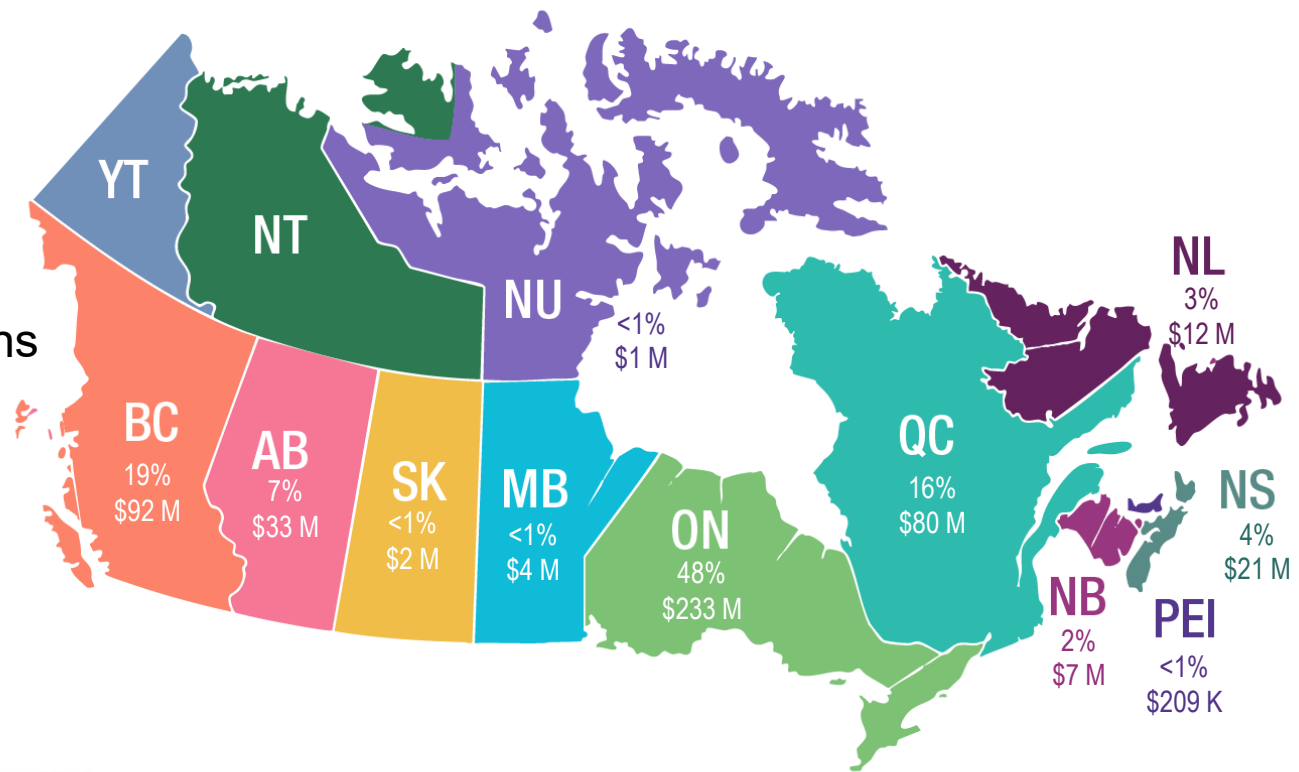 YT
NT
NU
<1%
$1 M
NL
3%
$12 M
ns
BC
19%
$92 M
AB
7%
$33 M
SK
<1%
$2 M
MB
<1%
$4 M
ON
48%
$233 M
QC
16%
$80 M
NS
4%
$21 M
NB
2%
$7 M
PEI
<1%
$209 K